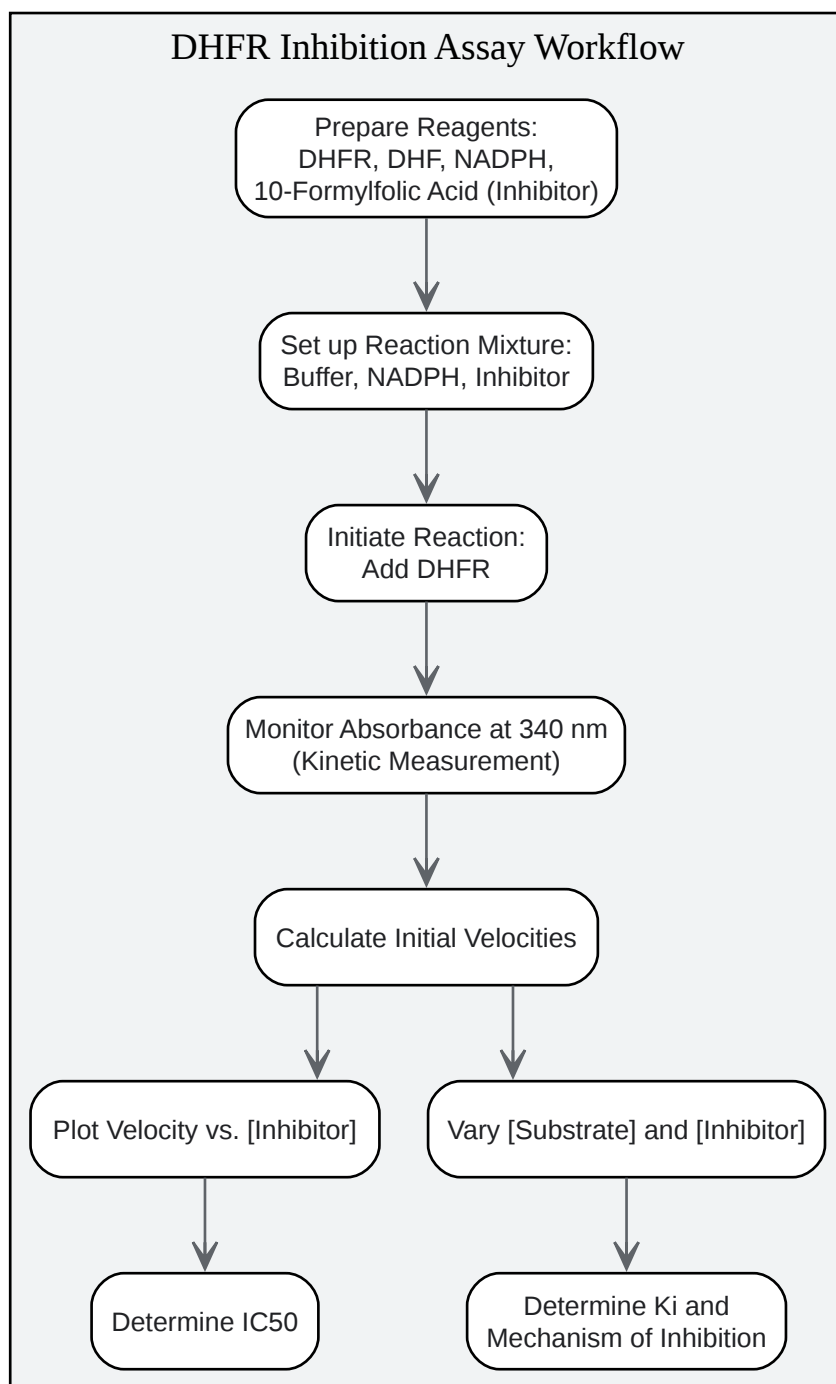 DHFR Inhibition Assay Workflow
Prepare Reagents:
DHFR, DHF, NADPH,
10-Formylfolic Acid (Inhibitor)
Set up Reaction Mixture:
Buffer, NADPH, Inhibitor
Initiate Reaction:
Add DHFR
Monitor Absorbance at 340 nm
(Kinetic Measurement)
Calculate Initial Velocities
Plot Velocity vs. [Inhibitor]
Vary [Substrate] and [Inhibitor]
Determine IC50
Determine Ki and
Mechanism of Inhibition